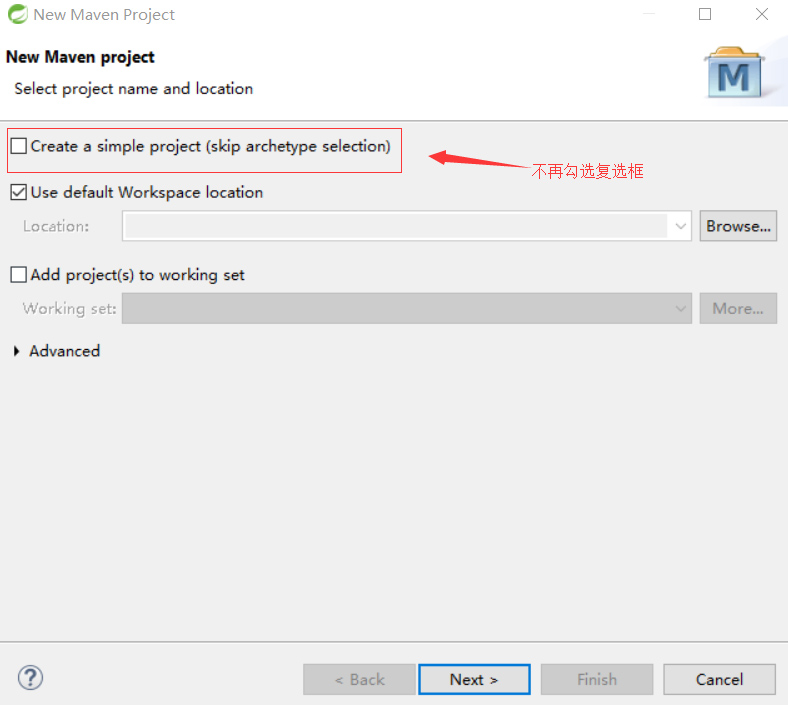 New Maven Project
New Maven project
Select project name and location
M
Create a simple project (skip archetype selection)
不再勾选复选框
Use default Workspace location
Location:
Browse...
Add project(s) to working set
Working set:
More...
Advanced
?
< Back
Next >
Finish
Cancel